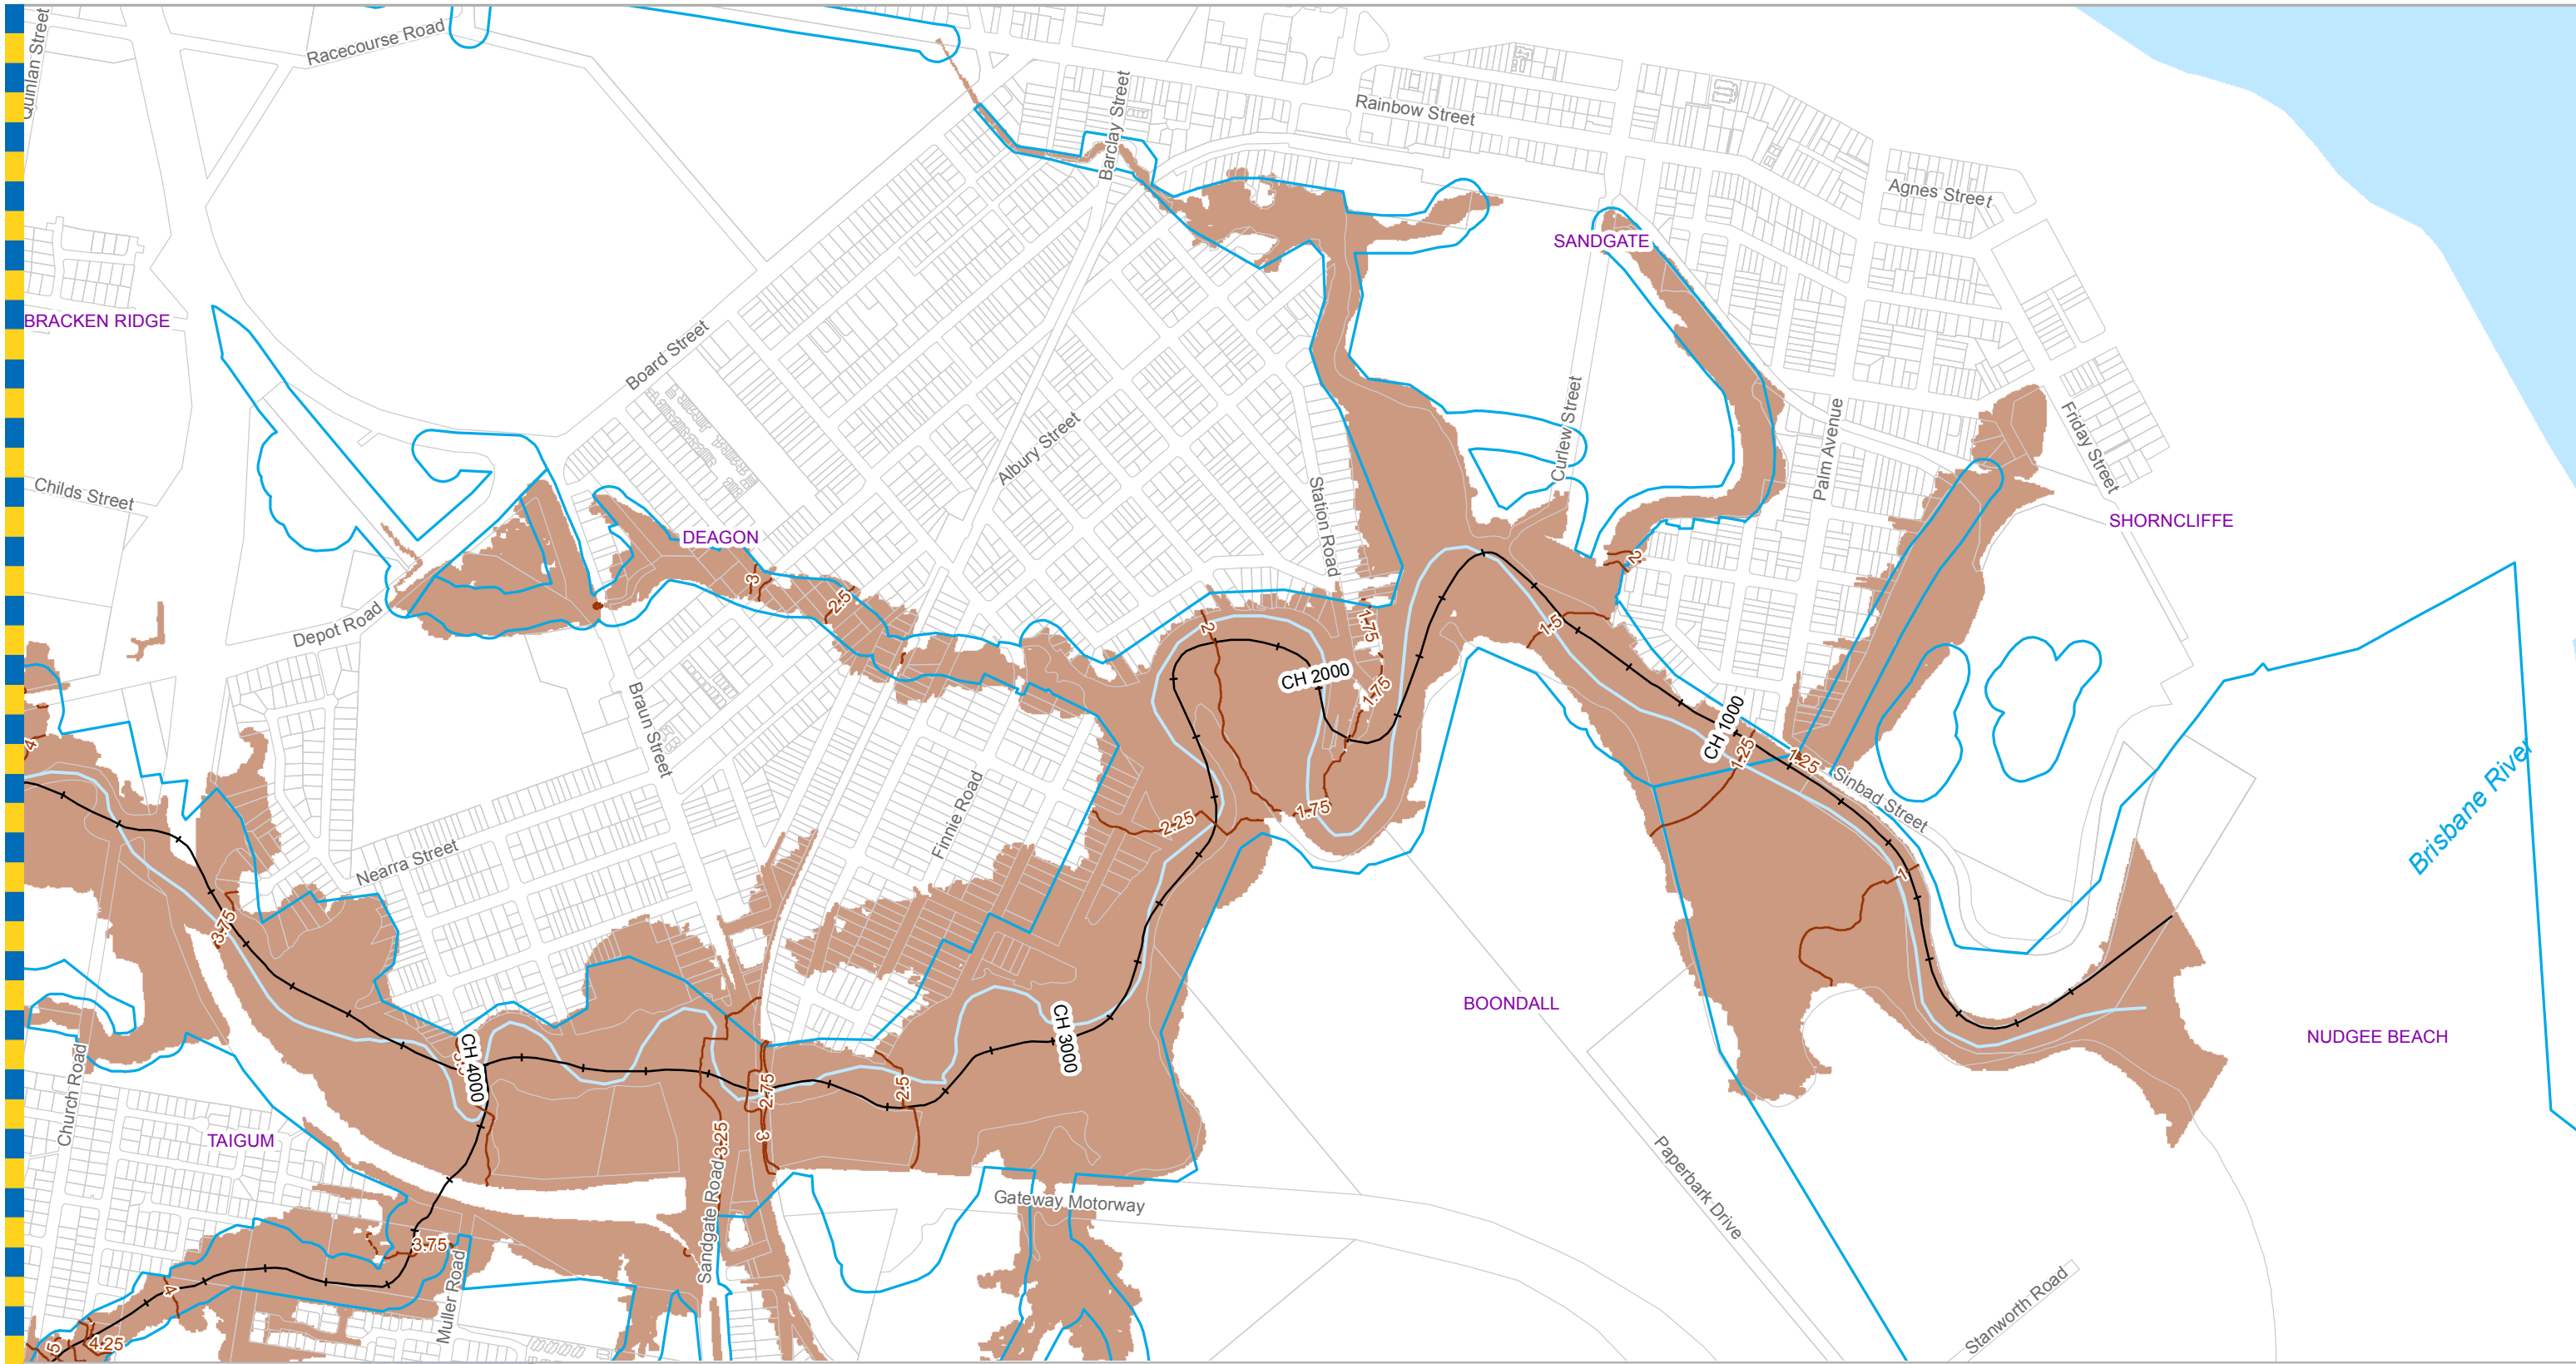 Quinlan Street
Racecourse Road
Barclay Street
Rainbow Street
Agnes Street
SANDGATE
BRACKEN RIDGE
Board Street
Albury Street
Station Road
Curlew Street
Palm Avenue
Friday Street
Childs Street
DEAGON
SHORNCLIFFE
3
2.5
2
2
1.75
1.5
Depot Road
CH 2000
1.75
Braun Street
CH 1000
1.25
1.25
4
Sinbad Street
Brisbane River
Nearra Street
Finnie Road
2.25
1.75
1
3.75
BOONDALL
NUDGEE BEACH
CH 3000
CH 4000
2.75
2.5
3.25
3
Church Road
TAIGUM
Sandgate Road
Gateway Motorway
Paperbark Drive
3.75
Muller Road
4
4.25
5
Stanworth Road